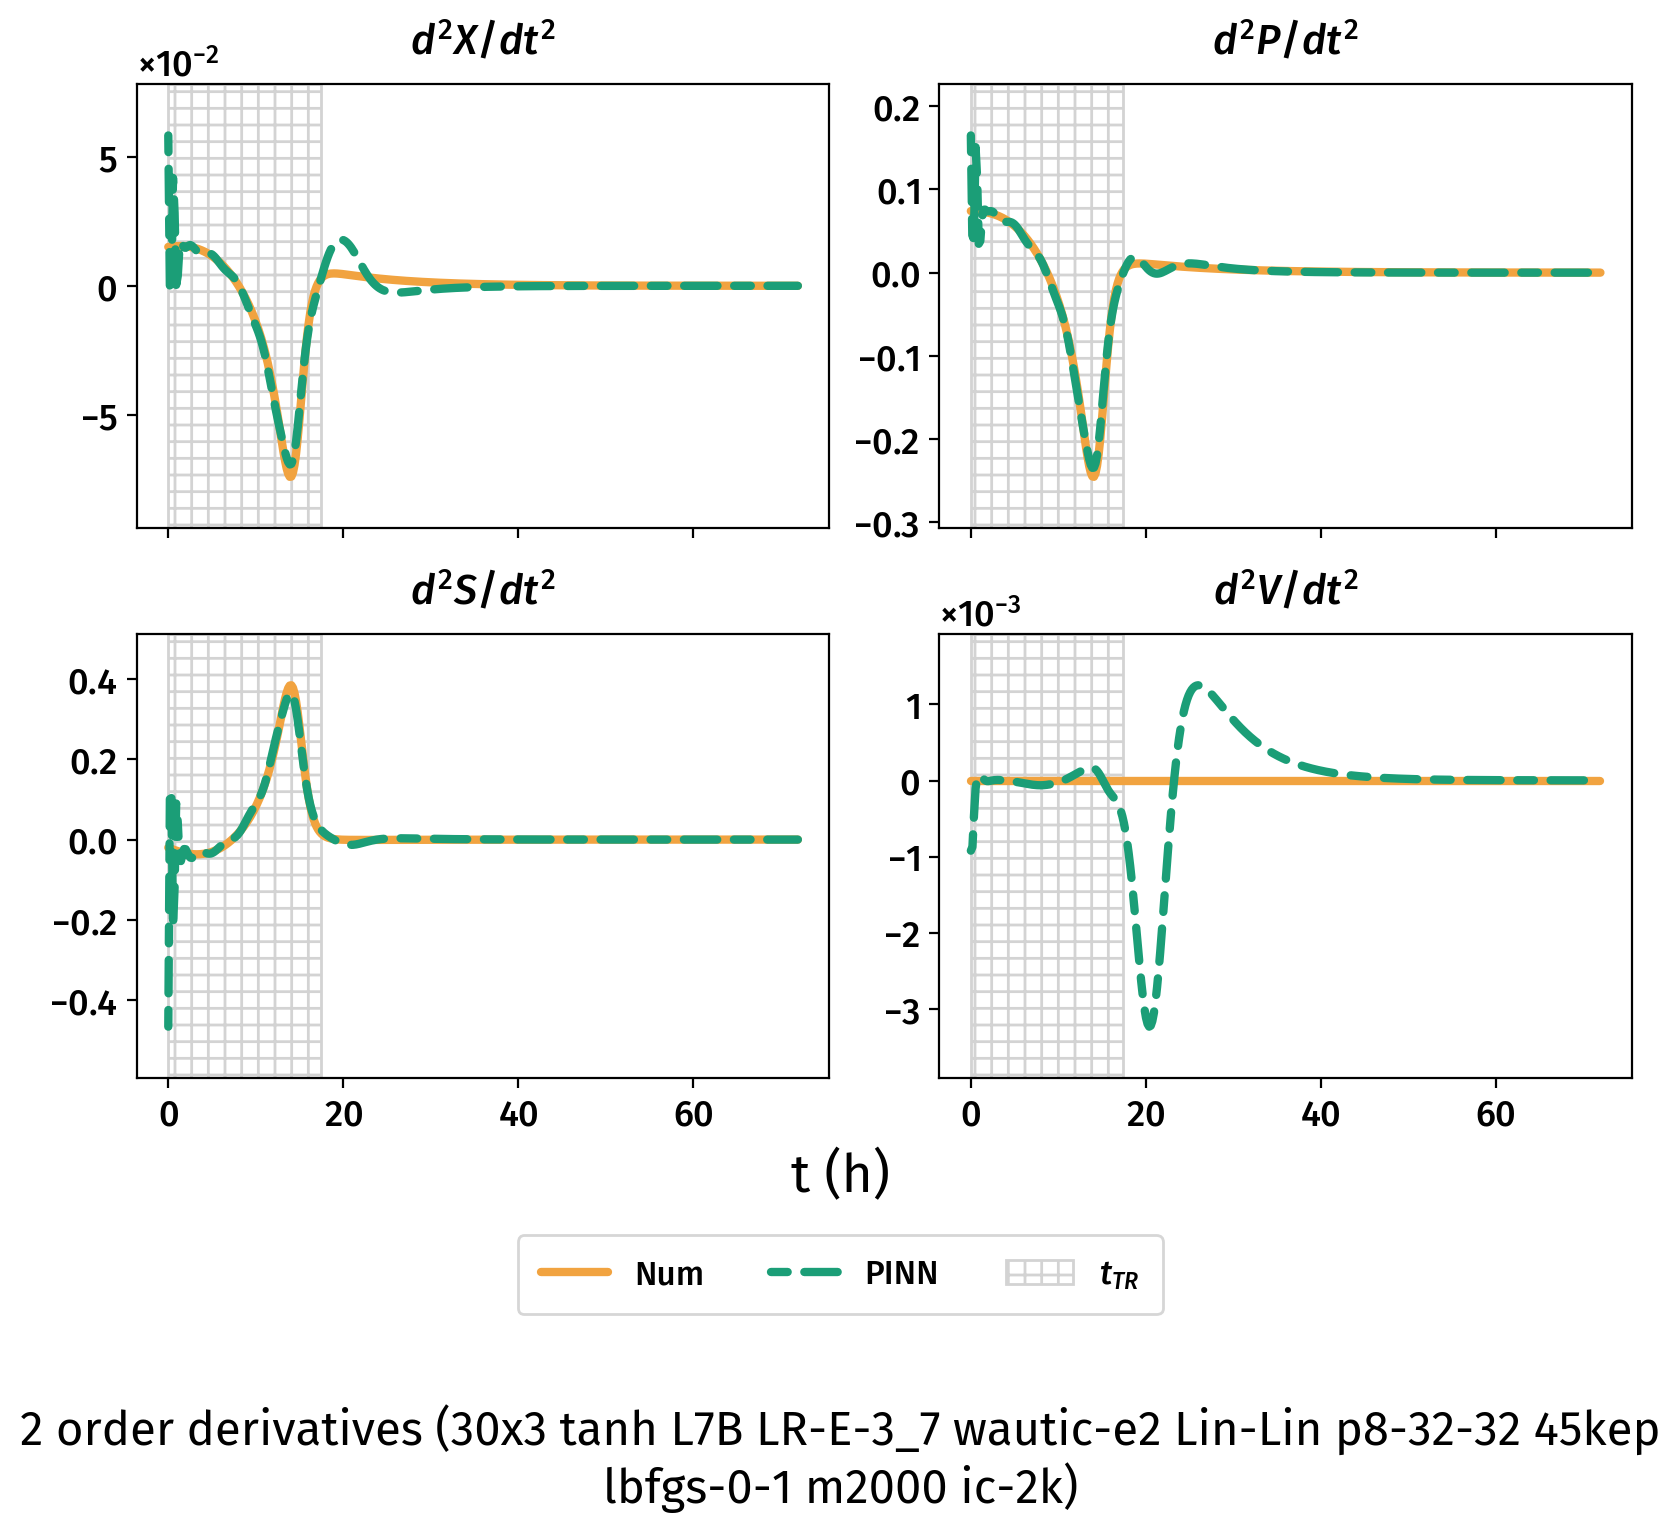 d²X/dt²
×10⁻²
5
0
−5
d²P/dt²
0.2
0.1
0.0
−0.1
−0.2
−0.3
d²S/dt²
0.4
0.2
0.0
−0.2
−0.4
0 20 40 60
d²V/dt²
×10⁻³
1
0
−1
−2
−3
0 20 40 60
t (h)
Num PINN t_TR
2 order derivatives (30x3 tanh L7B LR-E-3_7 wautic-e2 Lin-Lin p8-32-32 45kep
lbfgs-0-1 m2000 ic-2k)